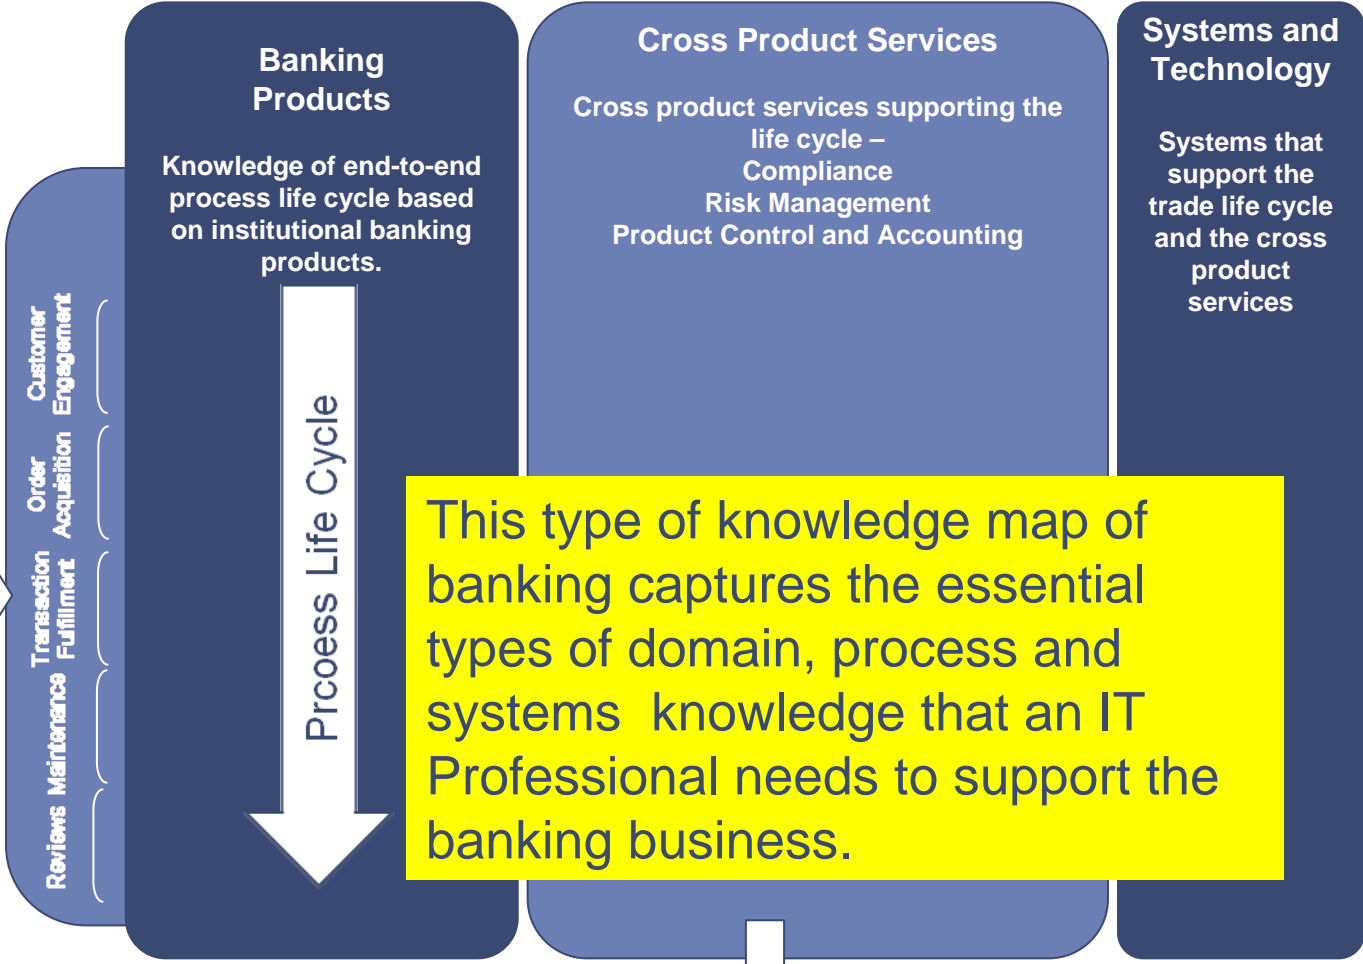 Banking
Products
Knowledge of end-to-end
process life cycle based
on institutional banking
products.
Cross Product Services
Cross product services supporting the
life cycle –
Compliance
Risk Management
Product Control and Accounting
Systems and
Technology
Systems that
support the
trade life cycle
and the cross
product
services
Customer
Engagement
Order
Acquisition
Transaction
Fulfillment
Maintenance
Reviews
Prcoess Life Cycle
This type of knowledge map of
banking captures the essential
types of domain, process and
systems  knowledge that an IT
Professional needs to support the
banking business.